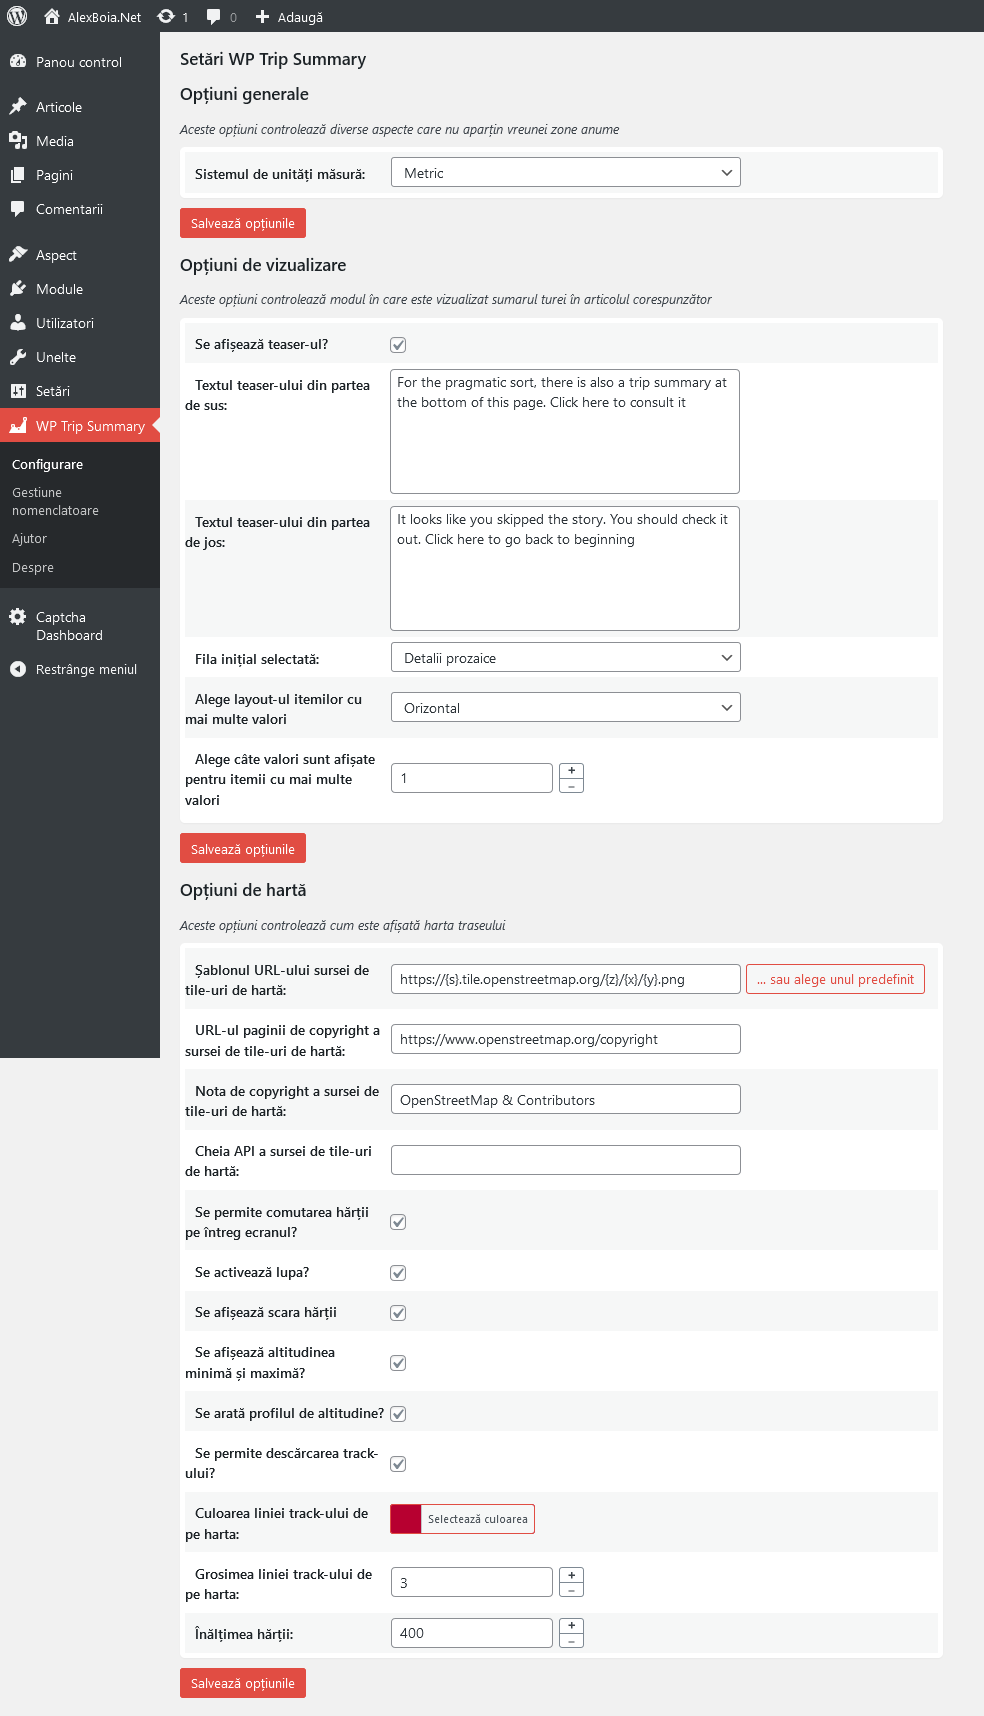 AlexBoia.Net 1 0 Adaugă
Panou control
Articole
Media
Pagini
Comentarii
Aspect
Module
Utilizatori
Unelte
Setări
WP Trip Summary
Configurare
Gestiune
nomenclatoare
Ajutor
Despre
Captcha
Dashboard
Restrânge meniul
Setări WP Trip Summary
Opțiuni generale
Aceste opțiuni controlează diverse aspecte care nu aparțin vreunei zone anume
Sistemul de unități măsură: Metric
Salvează opțiunile
Opțiuni de vizualizare
Aceste opțiuni controlează modul în care este vizualizat sumarul turei în articolul corespunzător
Se afișează teaser-ul?
Textul teaser-ului din partea
de sus:
For the pragmatic sort, there is also a trip summary at
the bottom of this page. Click here to consult it
Textul teaser-ului din partea
de jos:
It looks like you skipped the story. You should check it
out. Click here to go back to beginning
Fila inițial selectată: Detalii prozaice
Alege layout-ul itemilor cu
mai multe valori
Orizontal
Alege câte valori sunt afișate
pentru itemii cu mai multe
valori
1
+
−
Salvează opțiunile
Opțiuni de hartă
Aceste opțiuni controlează cum este afișată harta traseului
Șablonul URL-ului sursei de
tile-uri de hartă:
https://{s}.tile.openstreetmap.org/{z}/{x}/{y}.png
... sau alege unul predefinit
URL-ul paginii de copyright a
sursei de tile-uri de hartă:
https://www.openstreetmap.org/copyright
Nota de copyright a sursei de
tile-uri de hartă:
OpenStreetMap & Contributors
Cheia API a sursei de tile-uri
de hartă:
Se permite comutarea hărții
pe întreg ecranul?
Se activează lupa?
Se afișează scara hărții
Se afișează altitudinea
minimă și maximă?
Se arată profilul de altitudine?
Se permite descărcarea track-
ului?
Culoarea liniei track-ului de
pe harta:
Selectează culoarea
Grosimea liniei track-ului de
pe harta:
3
+
−
Înălțimea hărții: 400
+
−
Salvează opțiunile